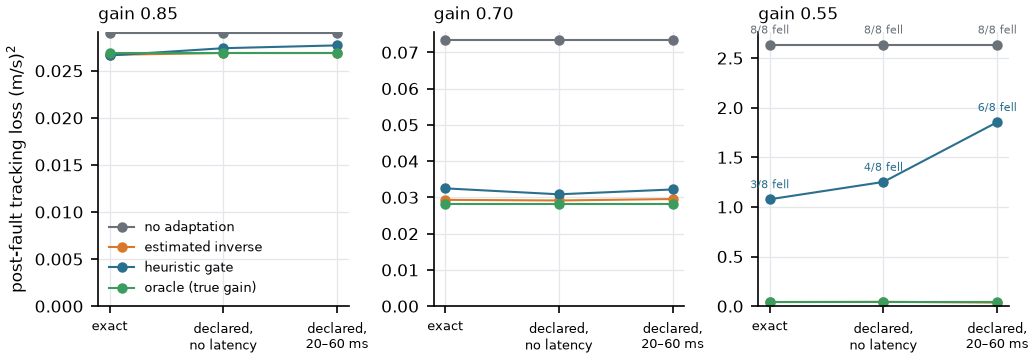 gain 0.85
post-fault tracking loss (m/s)²
0.025
0.020
0.015
0.010
0.005
0.000
no adaptation
estimated inverse
heuristic gate
oracle (true gain)
exact
declared,
no latency
declared,
20–60 ms
gain 0.70
0.07
0.06
0.05
0.04
0.03
0.02
0.01
0.00
exact
declared,
no latency
declared,
20–60 ms
gain 0.55
8/8 fell
8/8 fell
8/8 fell
2.5
2.0
1.5
1.0
0.5
0.0
6/8 fell
4/8 fell
3/8 fell
exact
declared,
no latency
declared,
20–60 ms